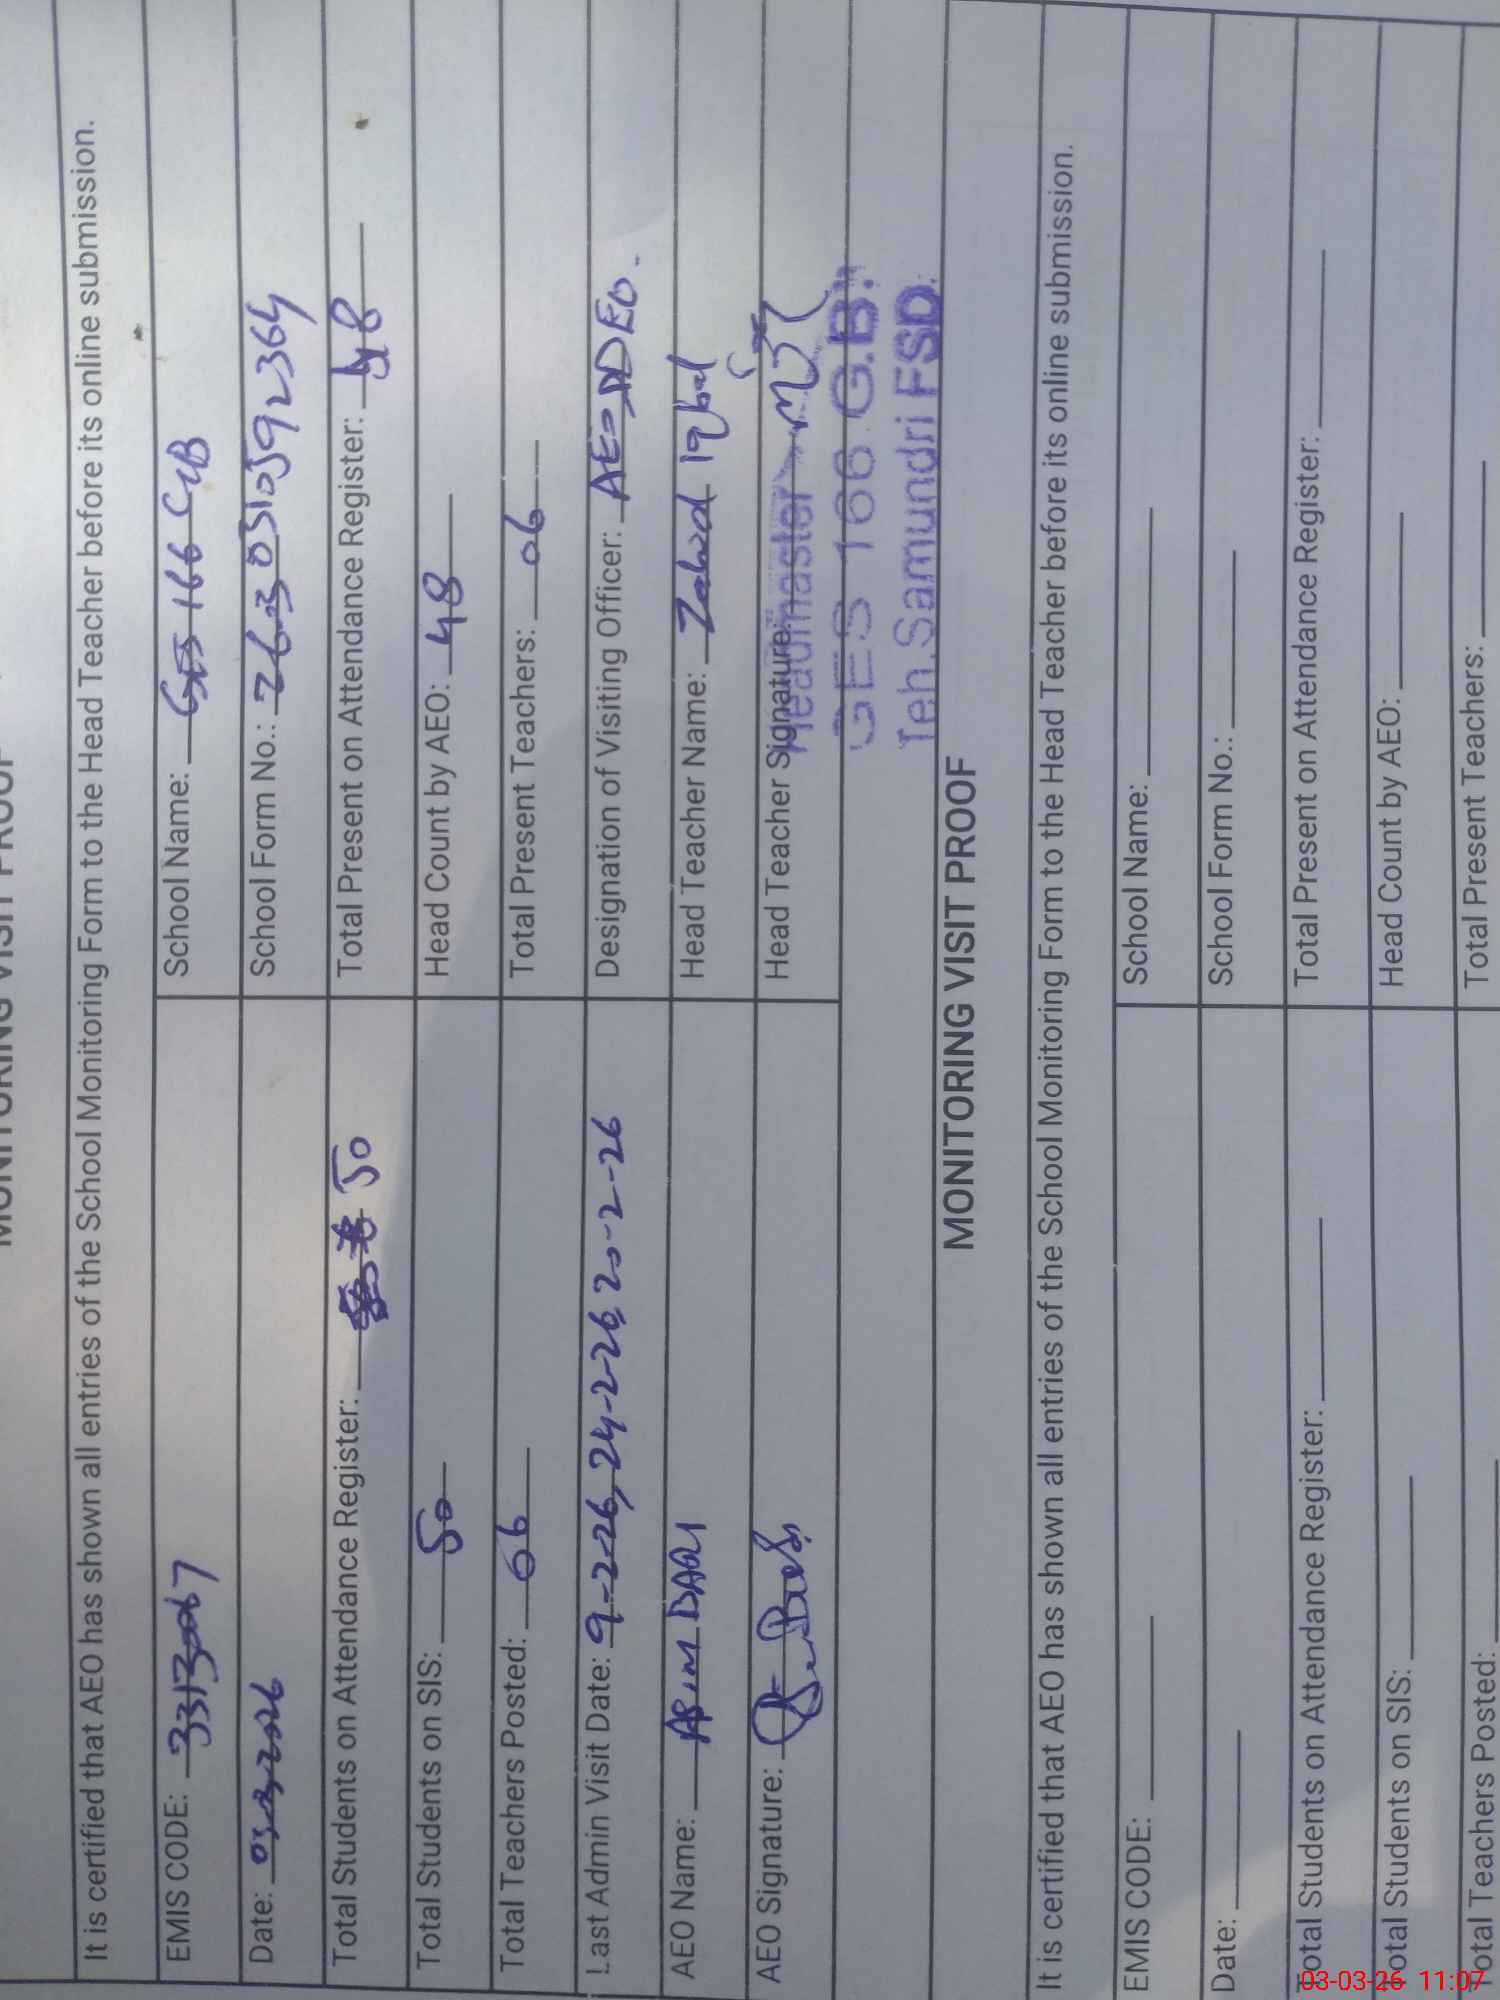 MONITORING VISIT PROOF
It is certified that AEO has shown all entries of the School Monitoring Form to the Head Teacher before its online submission.
EMIS CODE: School Name: GES 166 GB
Date: 03-3-2026 School Form No.:
Total Students on Attendance Register: 50 Total Present on Attendance Register: 48
Total Students on SIS: 50 Head Count by AEO: 48
Total Teachers Posted: 06 Total Present Teachers: 06
Last Admin Visit Date: 9-2-26, 24-2-26, 20-2-26 Designation of Visiting Officer:
AEO Name: ASIM Head Teacher Name: Zahid Iqbal
AEO Signature: Head Teacher Signature:
Headmaster
GES 166 G.B.
Teh. Samundri FSD.
MONITORING VISIT PROOF
It is certified that AEO has shown all entries of the School Monitoring Form to the Head Teacher before its online submission.
EMIS CODE: School Name:
Date: School Form No.:
Total Students on Attendance Register: Total Present on Attendance Register:
Total Students on SIS: Head Count by AEO:
Total Teachers Posted: Total Present Teachers:
03-03-26 11:07